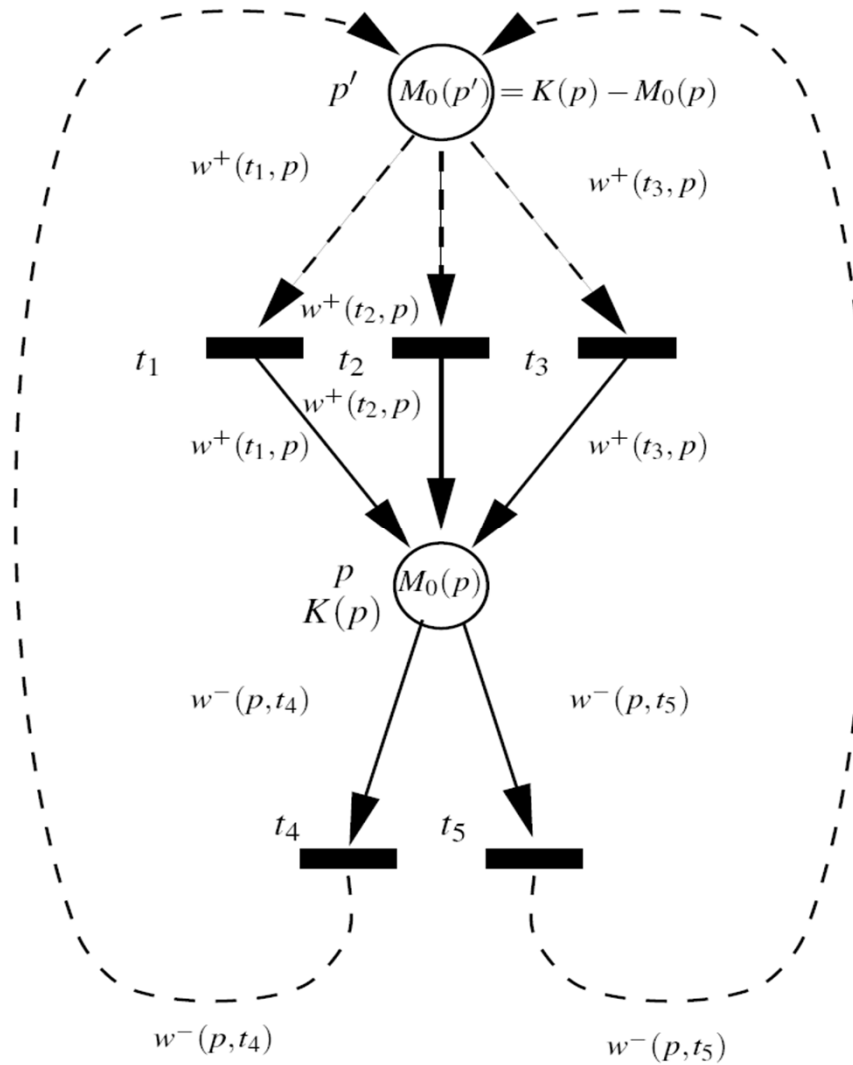 p′ M₀(p′) = K(p) − M₀(p)
w⁺(t₁, p)
w⁺(t₃, p)
w⁺(t₂, p)
t₁ t₂ t₃
w⁺(t₂, p)
w⁺(t₁, p) w⁺(t₃, p)
p
M₀(p)
K(p)
w⁻(p, t₄) w⁻(p, t₅)
t₄ t₅
w⁻(p, t₄) w⁻(p, t₅)